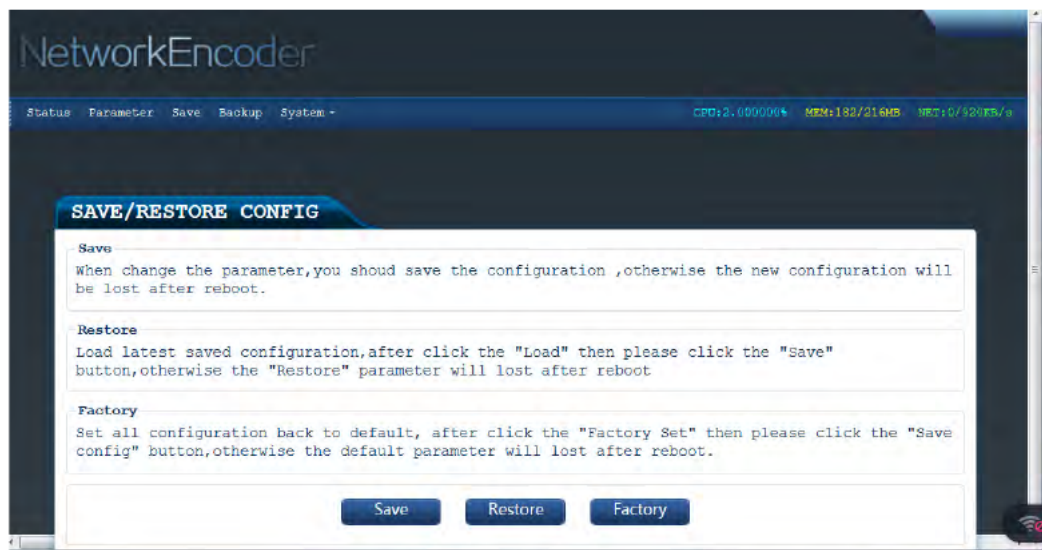 NetworkEncoder
Status Parameter Save Backup System
CPU:2.000000% MEM:182/216MB NET:0/920KB/s
SAVE/RESTORE CONFIG
Save
When change the parameter,you shoud save the configuration ,otherwise the new configuration will
be lost after reboot.
Restore
Load latest saved configuration,after click the "Load" then please click the "Save"
button,otherwise the "Restore" parameter will lost after reboot
Factory
Set all configuration back to default, after click the "Factory Set" then please click the "Save
config" button,otherwise the default parameter will lost after reboot.
Save Restore Factory